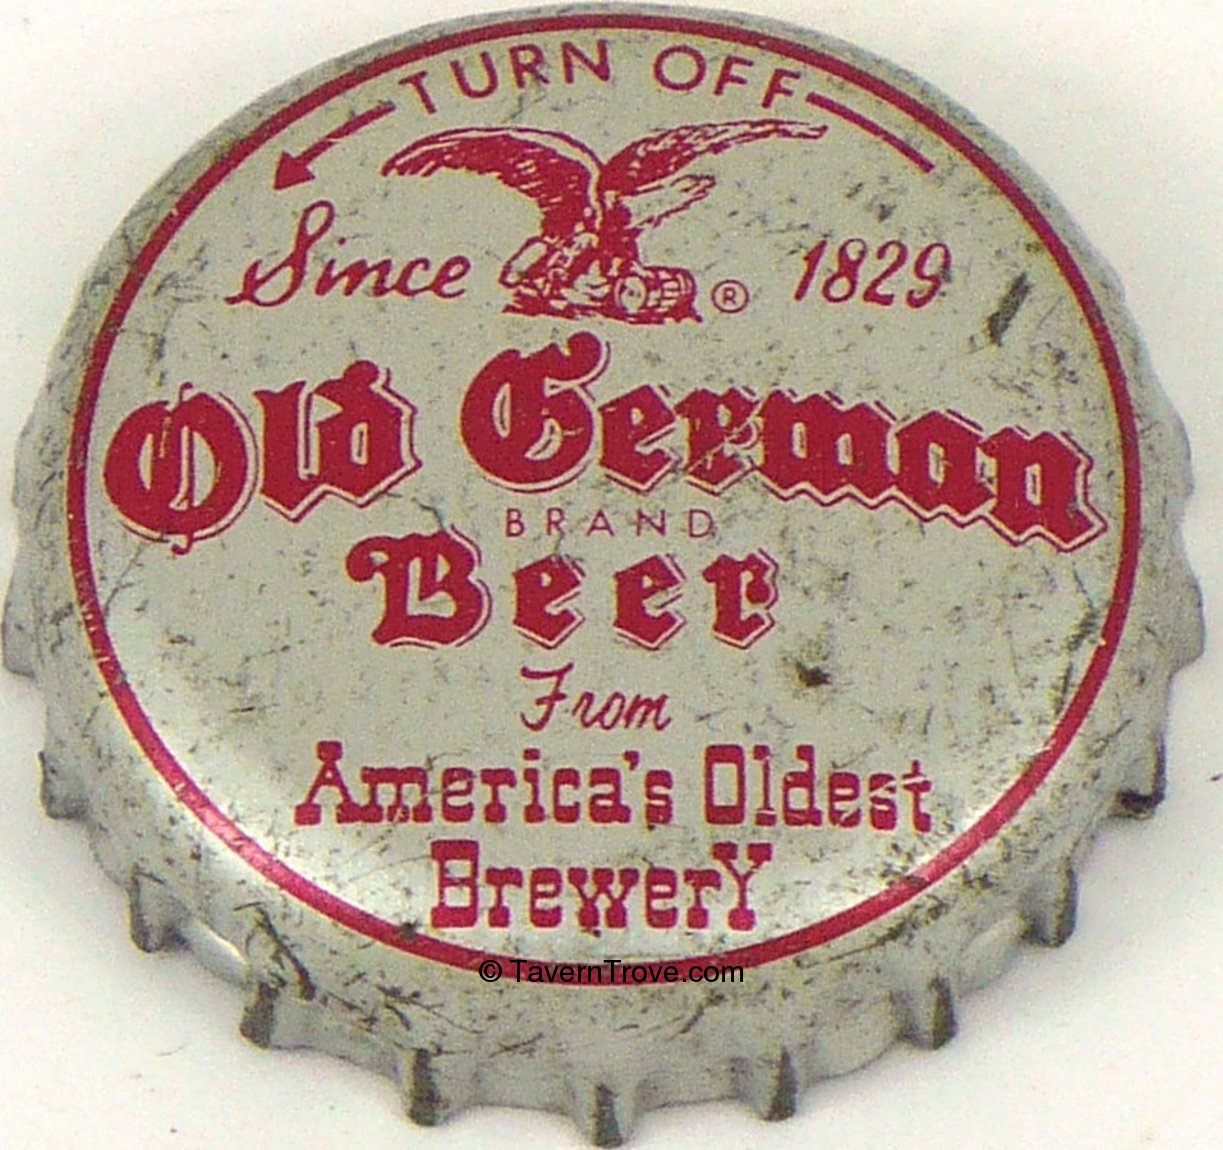 TURN OFF
Since ® 1829
Old German
BRAND
Beer
From
America's Oldest
BrewerY
© TavernTrove.com